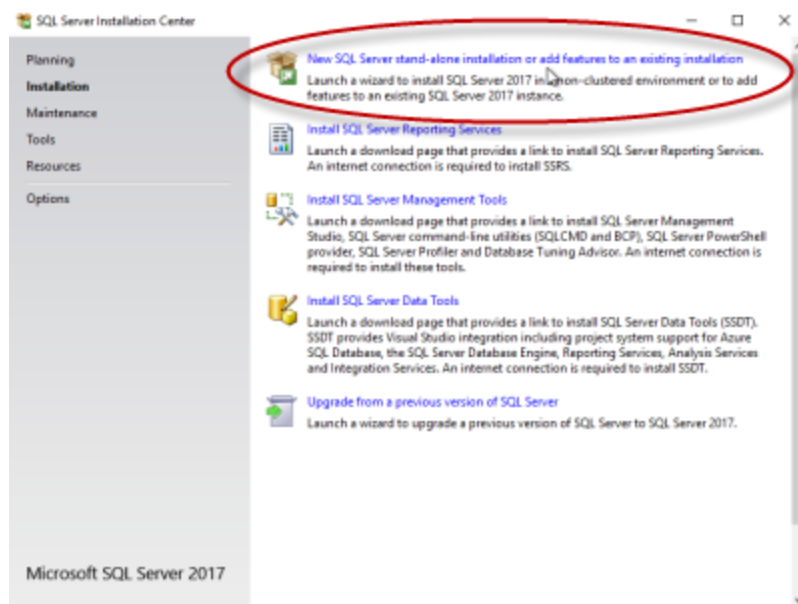 SQL Server Installation Center
Planning
Installation
Maintenance
Tools
Resources
Options
New SQL Server stand-alone installation or add features to an existing installation
Launch a wizard to install SQL Server 2017 in a non-clustered environment or to add
features to an existing SQL Server 2017 instance.
Install SQL Server Reporting Services
Launch a download page that provides a link to install SQL Server Reporting Services.
An internet connection is required to install SSRS.
Install SQL Server Management Tools
Launch a download page that provides a link to install SQL Server Management
Studio, SQL Server command-line utilities (SQLCMD and BCP), SQL Server PowerShell
provider, SQL Server Profiler and Database Tuning Advisor. An internet connection is
required to install these tools.
Install SQL Server Data Tools
Launch a download page that provides a link to install SQL Server Data Tools (SSDT).
SSDT provides Visual Studio integration including project system support for Azure
SQL Database, the SQL Server Database Engine, Reporting Services, Analysis Services
and Integration Services. An internet connection is required to install SSDT.
Upgrade from a previous version of SQL Server
Launch a wizard to upgrade a previous version of SQL Server to SQL Server 2017.
Microsoft SQL Server 2017